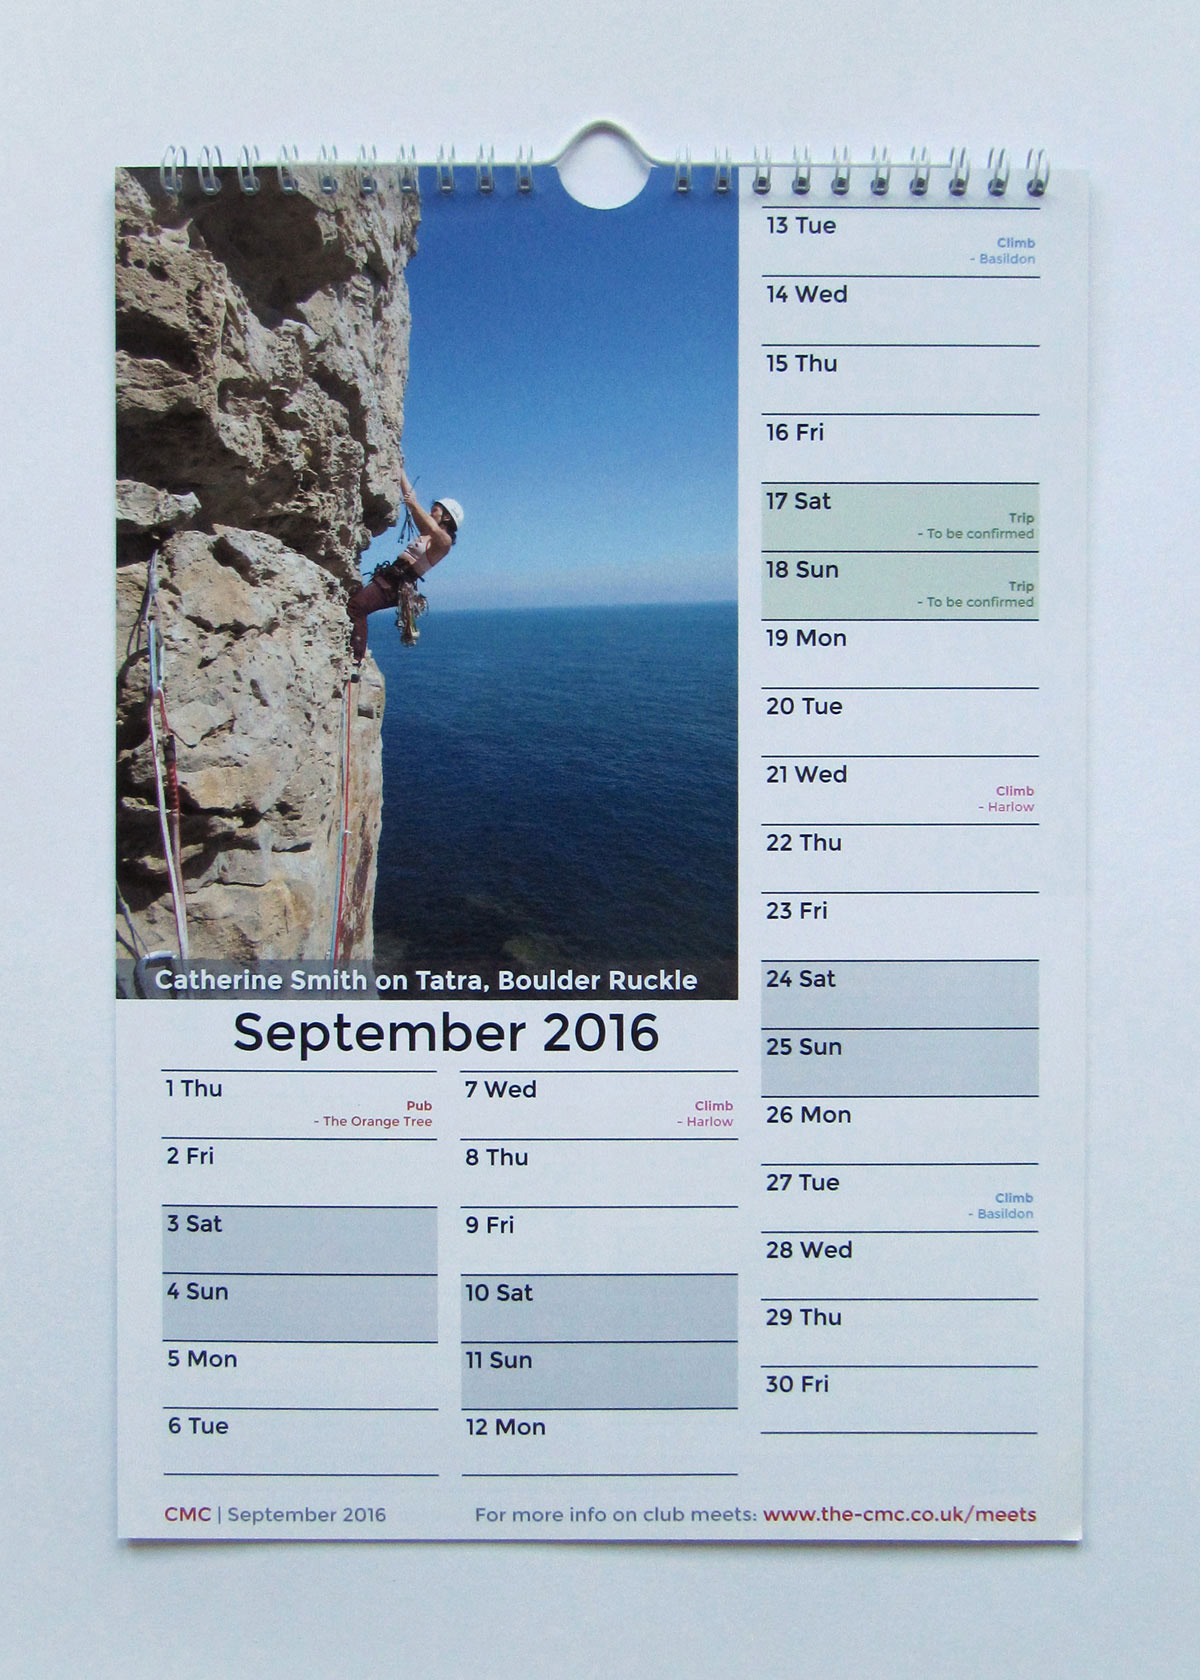 Catherine Smith on Tatra, Boulder Ruckle
September 2016
1 Thu
Pub
- The Orange Tree
2 Fri
3 Sat
4 Sun
5 Mon
6 Tue
7 Wed
Climb
- Harlow
8 Thu
9 Fri
10 Sat
11 Sun
12 Mon
13 Tue
Climb
- Basildon
14 Wed
15 Thu
16 Fri
17 Sat
Trip
- To be confirmed
18 Sun
Trip
- To be confirmed
19 Mon
20 Tue
21 Wed
Climb
- Harlow
22 Thu
23 Fri
24 Sat
25 Sun
26 Mon
27 Tue
Climb
- Basildon
28 Wed
29 Thu
30 Fri
CMC | September 2016
For more info on club meets: www.the-cmc.co.uk/meets